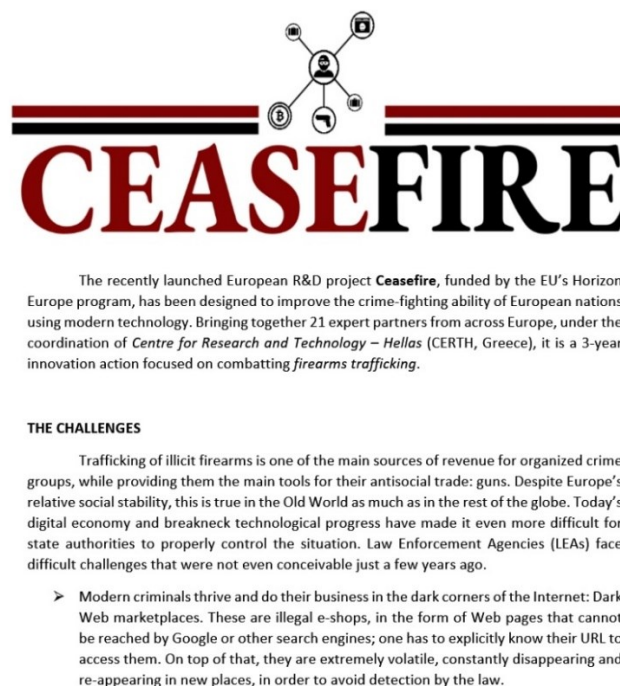 CEASEFIRE
The recently launched European R&D project Ceasefire, funded by the EU's Horizon
Europe program, has been designed to improve the crime-fighting ability of European nations
using modern technology. Bringing together 21 expert partners from across Europe, under the
coordination of Centre for Research and Technology – Hellas (CERTH, Greece), it is a 3-year
innovation action focused on combatting firearms trafficking.
THE CHALLENGES
Trafficking of illicit firearms is one of the main sources of revenue for organized crime
groups, while providing them the main tools for their antisocial trade: guns. Despite Europe's
relative social stability, this is true in the Old World as much as in the rest of the globe. Today's
digital economy and breakneck technological progress have made it even more difficult for
state authorities to properly control the situation. Law Enforcement Agencies (LEAs) face
difficult challenges that were not even conceivable just a few years ago.
➢ Modern criminals thrive and do their business in the dark corners of the Internet: Dark
Web marketplaces. These are illegal e-shops, in the form of Web pages that cannot
be reached by Google or other search engines; one has to explicitly know their URL to
access them. On top of that, they are extremely volatile, constantly disappearing and
re-appearing in new places, in order to avoid detection by the law.